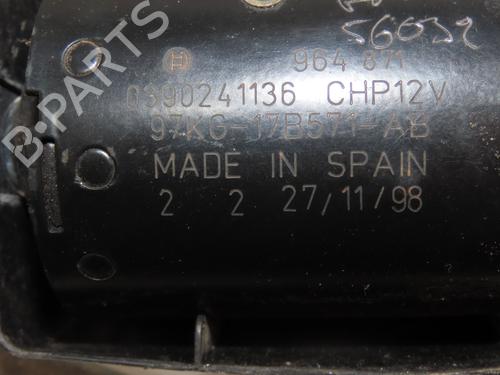 56032
964 871
0390241136 CHP12V
97KG-17B571-AB
MADE IN SPAIN
2 2 27/11/98
B-PARTS